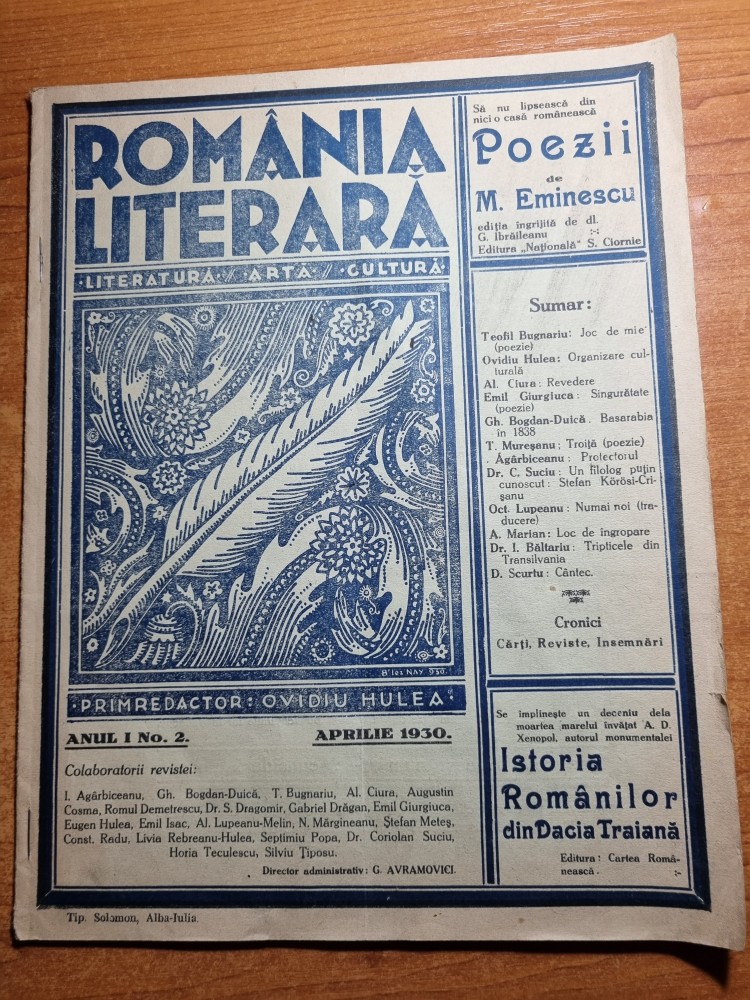 ROMÂNIA
LITERARĂ
·LITERATURĂ // ARTĂ // ·CULTURĂ·
B'les NAY 930.
·PRIMREDACTOR: OVIDIU HULEA·
ANUL I No. 2. APRILIE 1930.
Colaboratorii revistei:
I. Agârbiceanu, Gh. Bogdan-Duică, T. Bugnariu, Al. Ciura, Augustin
Cosma, Romul Demetrescu, Dr. S. Dragomir, Gabriel Drăgan, Emil Giurgiuca,
Eugen Hulea, Emil Isac, Al. Lupeanu-Melin, N. Mărgineanu, Ştefan Meteş,
Const. Radu, Livia Rebreanu-Hulea, Septimiu Popa, Dr. Coriolan Suciu,
Horia Teculescu, Silviu Ţiposu.
Director administrativ: G. AVRAMOVICI.
Să nu lipsească din
nici o casă românească
Poezii
de
M. Eminescu
ediţia îngrijită de dl.
G. Ibrăileanu :-:
Editura „Naţională" S. Ciornie
Sumar:
Teofil Bugnariu: Joc de mie
(poezie)
Ovidiu Hulea: Organizare cul-
turală
Al. Ciura: Revedere
Emil Giurgiuca: Singurătate
(poezie)
Gh. Bogdan-Duică. Basarabia
în 1838
T. Mureşanu: Troiţă (poezie)
. Agârbiceanu: Protectorul
Dr. C. Suciu: Un filolog puţin
cunoscut: Stefan Körösi-Cri-
şanu
Oct. Lupeanu: Numai noi (tra-
ducere)
A. Marian: Loc de îngropare
Dr. I. Băltariu: Tripticele din
Transilvania
D. Scurtu: Cântec.
Cronici
Cărţi, Reviste, Insemnări
Se împlineşte un deceniu dela
moartea marelui învăţat A. D.
Xenopol, autorul monumentalei
Istoria
Românilor
din Dacia Traiană
Editura: Cartea Româ-
nească. :-
Tip. Solomon, Alba-Iulia.